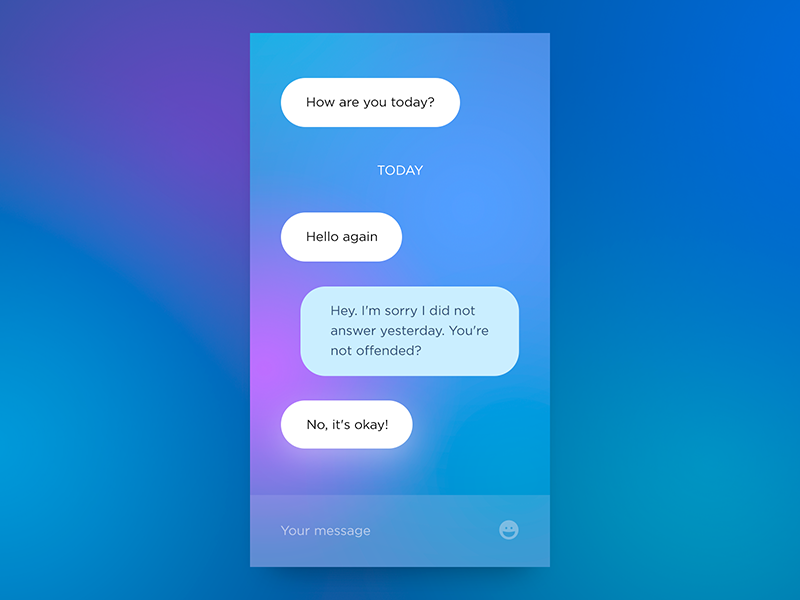 How are you today?
TODAY
Hello again
Hey. I'm sorry I did not
answer yesterday. You're
not offended?
No, it's okay!
Your message